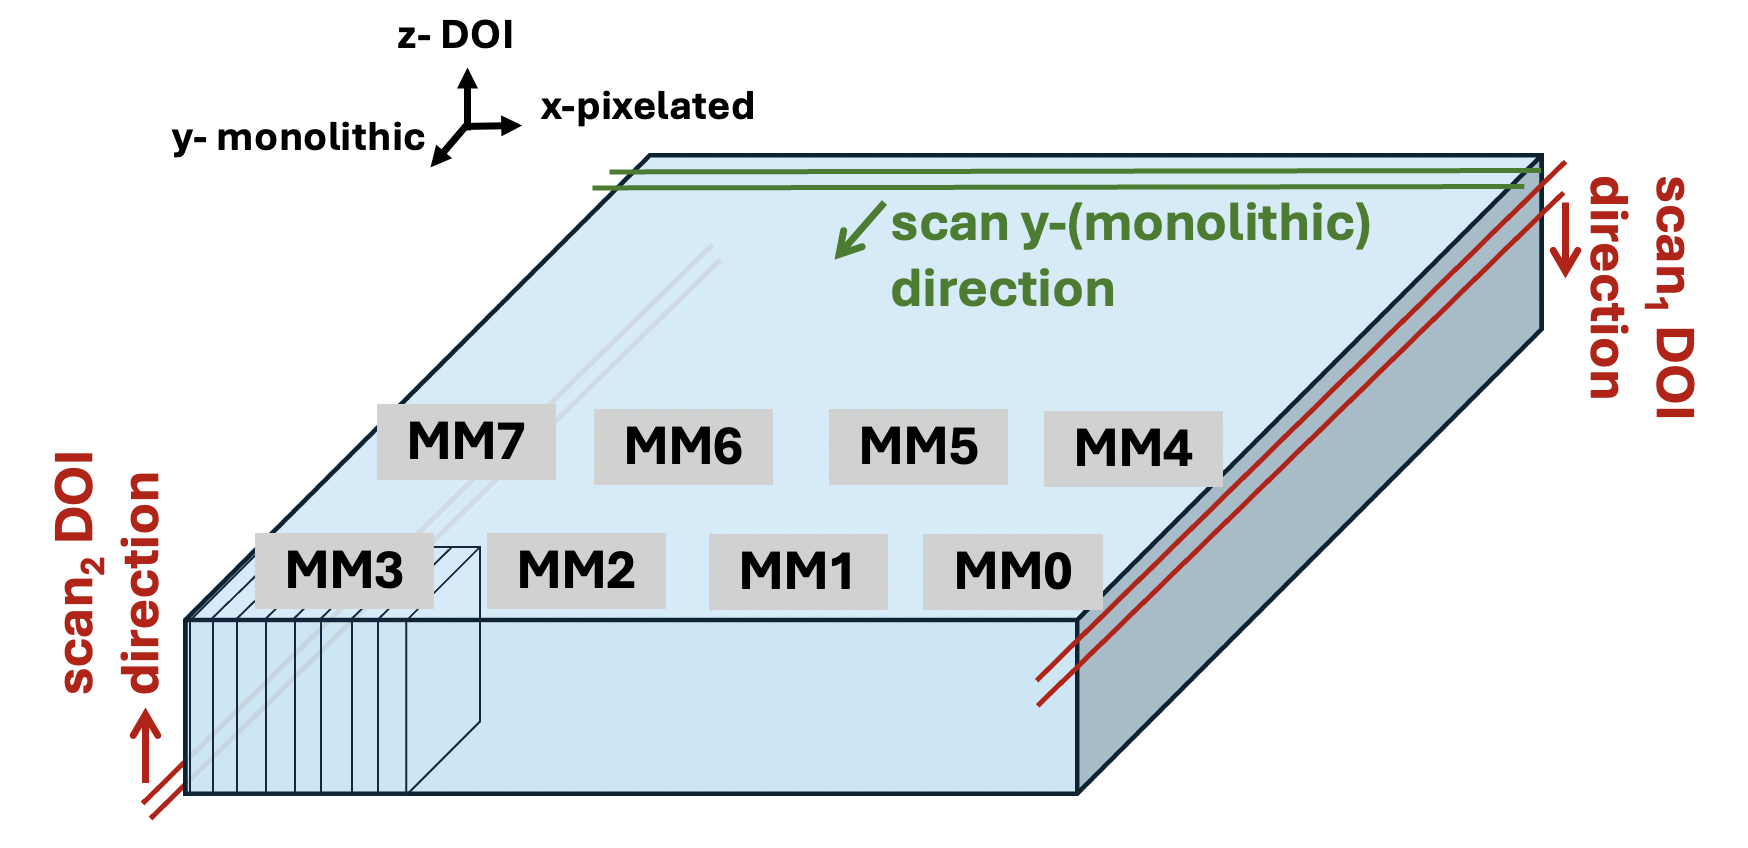 z- DOI
x-pixelated
y- monolithic
scan y-(monolithic)
direction
scan₁ DOI
direction
MM7
MM6
MM5
MM4
MM3
MM2
MM1
MM0
scan₂ DOI
direction